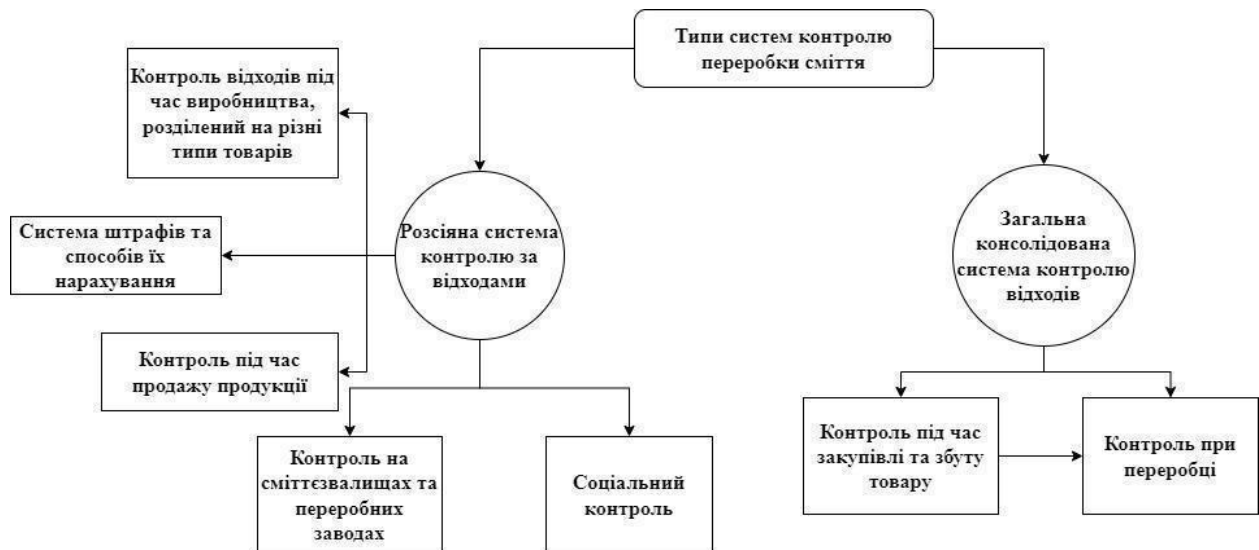 Типи систем контролю
переробки сміття
Контроль відходів під
час виробництва,
розділений на різні
типи товарів
Система штрафів та
способів їх
нарахування
Розсіяна система
контролю за
відходами
Загальна
консолідована
система контролю
відходів
Контроль під час
продажу продукції
Контроль на
сміттєзвалищах та
переробних
заводах
Соціальний
контроль
Контроль під час
закупівлі та збуту
товару
Контроль при
переробці